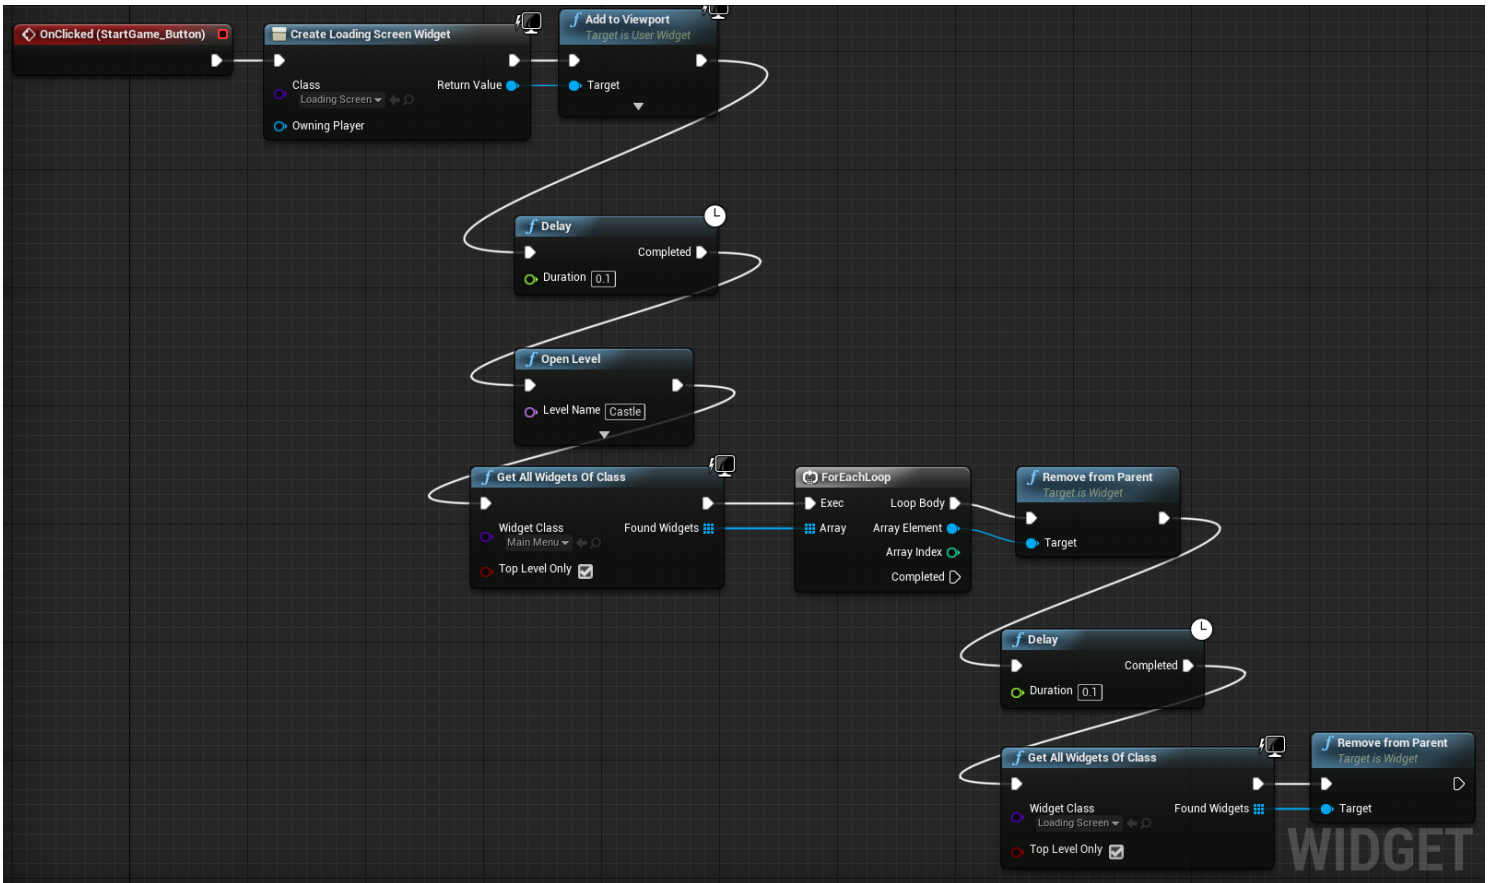 OnClicked (StartGame_Button)
Create Loading Screen Widget
Class
Loading Screen
Return Value
Owning Player
f Add to Viewport
Target is User Widget
Target
f Delay
Completed
Duration 0.1
f Open Level
Level Name Castle
f Get All Widgets Of Class
Widget Class
Main Menu
Found Widgets
Top Level Only
ForEachLoop
Exec
Loop Body
Array
Array Element
Array Index
Completed
f Remove from Parent
Target is Widget
Target
f Delay
Completed
Duration 0.1
f Get All Widgets Of Class
Widget Class
Loading Screen
Found Widgets
Top Level Only
f Remove from Parent
Target is Widget
Target
WIDGET